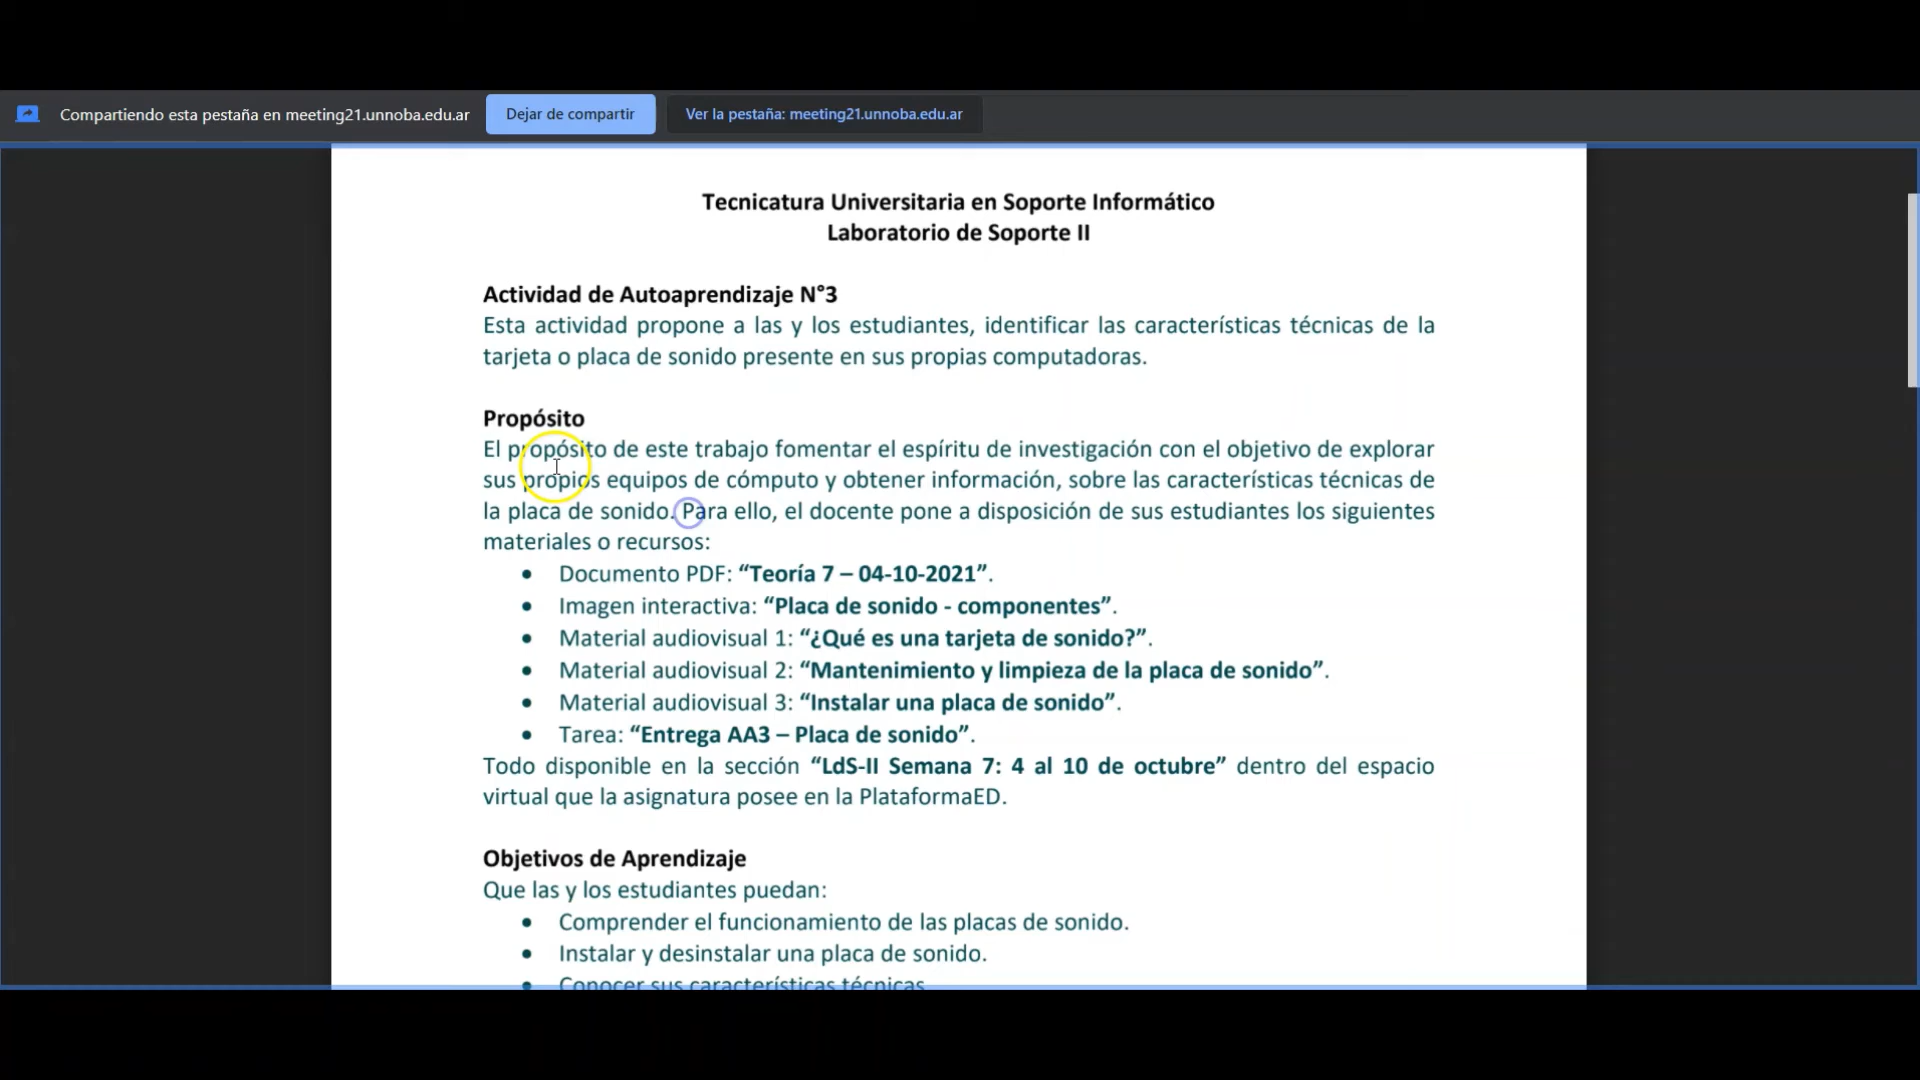 Compartiendo esta pestaña en meeting21.unnoba.edu.ar Dejar de compartir Ver la pestaña: meeting21.unnoba.edu.ar
Tecnicatura Universitaria en Soporte Informático
Laboratorio de Soporte II
Actividad de Autoaprendizaje N°3
Esta actividad propone a las y los estudiantes, identificar las características técnicas de la
tarjeta o placa de sonido presente en sus propias computadoras.
Propósito
El propósito de este trabajo fomentar el espíritu de investigación con el objetivo de explorar
sus propios equipos de cómputo y obtener información, sobre las características técnicas de
la placa de sonido. Para ello, el docente pone a disposición de sus estudiantes los siguientes
materiales o recursos:
• Documento PDF: “Teoría 7 – 04-10-2021”.
• Imagen interactiva: “Placa de sonido - componentes”.
• Material audiovisual 1: “¿Qué es una tarjeta de sonido?”.
• Material audiovisual 2: “Mantenimiento y limpieza de la placa de sonido”.
• Material audiovisual 3: “Instalar una placa de sonido”.
• Tarea: “Entrega AA3 – Placa de sonido”.
Todo disponible en la sección “LdS-II Semana 7: 4 al 10 de octubre” dentro del espacio
virtual que la asignatura posee en la PlataformaED.
Objetivos de Aprendizaje
Que las y los estudiantes puedan:
• Comprender el funcionamiento de las placas de sonido.
• Instalar y desinstalar una placa de sonido.
• Conocer sus características técnicas